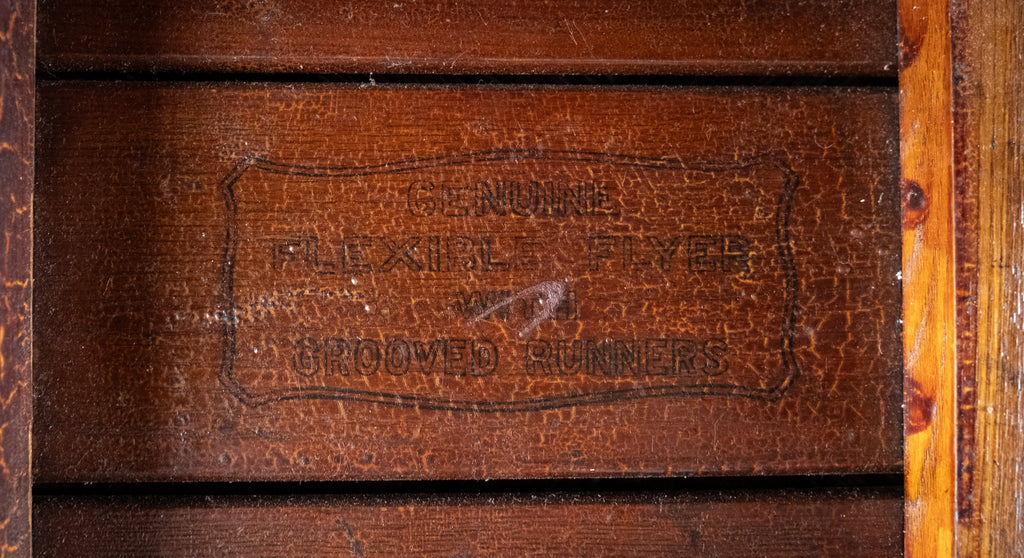 GENUINE
FLEXIBLE FLYER
WITH
GROOVED RUNNERS